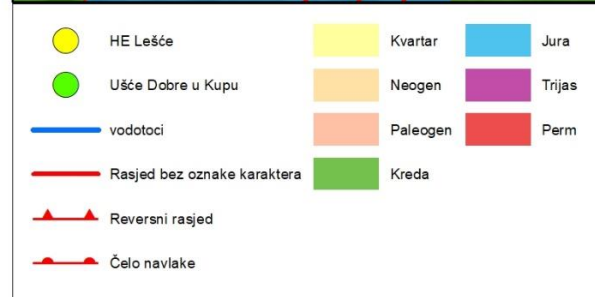 HE Lešće
Ušće Dobre u Kupu
vodotoci
Rasjed bez oznake karaktera
Reversni rasjed
Čelo navlake
Kvartar
Neogen
Paleogen
Kreda
Jura
Trijas
Perm